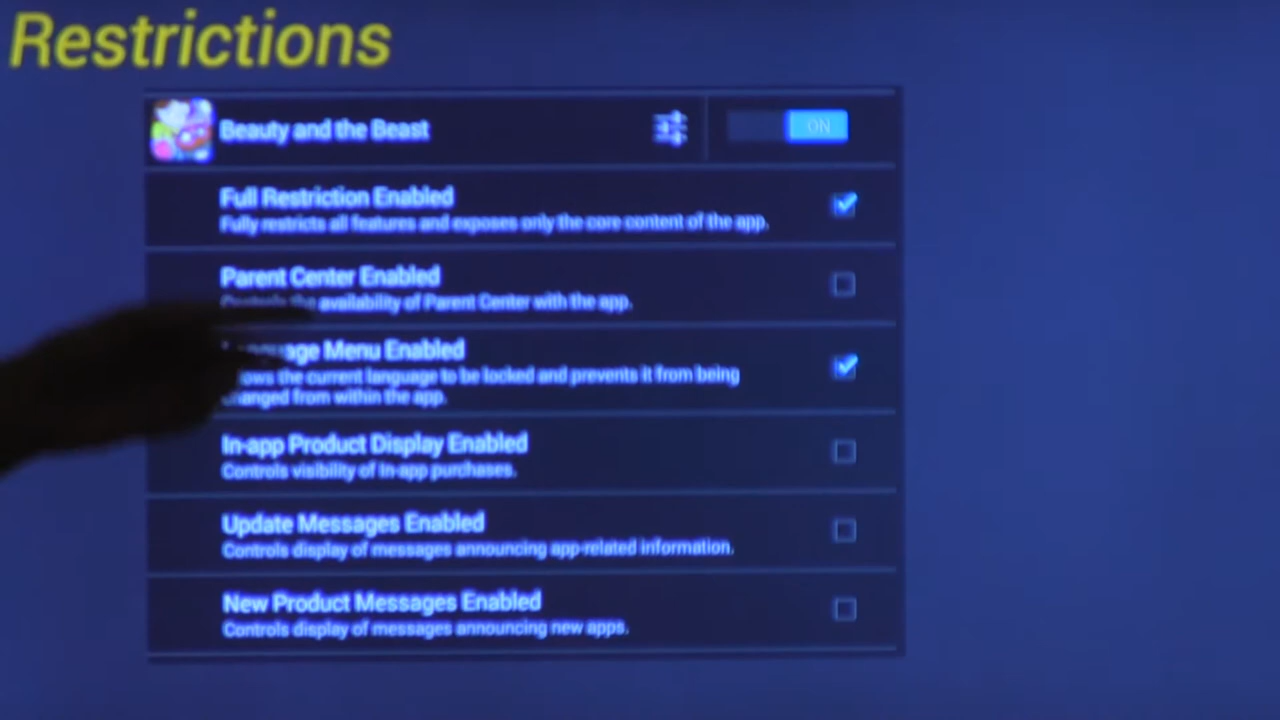 Restrictions
Beauty and the Beast
ON
Full Restriction Enabled
Fully restricts all features and exposes only the core content of the app.
Parent Center Enabled
Controls the availability of Parent Center with the app.
Menu Enabled
the current language to be locked and prevents it from being
from within the app.
In-app Product Display Enabled
Controls visibility of in-app purchases.
Update Messages Enabled
Controls display of messages announcing app-related information.
New Product Messages Enabled
Controls display of messages announcing new apps.